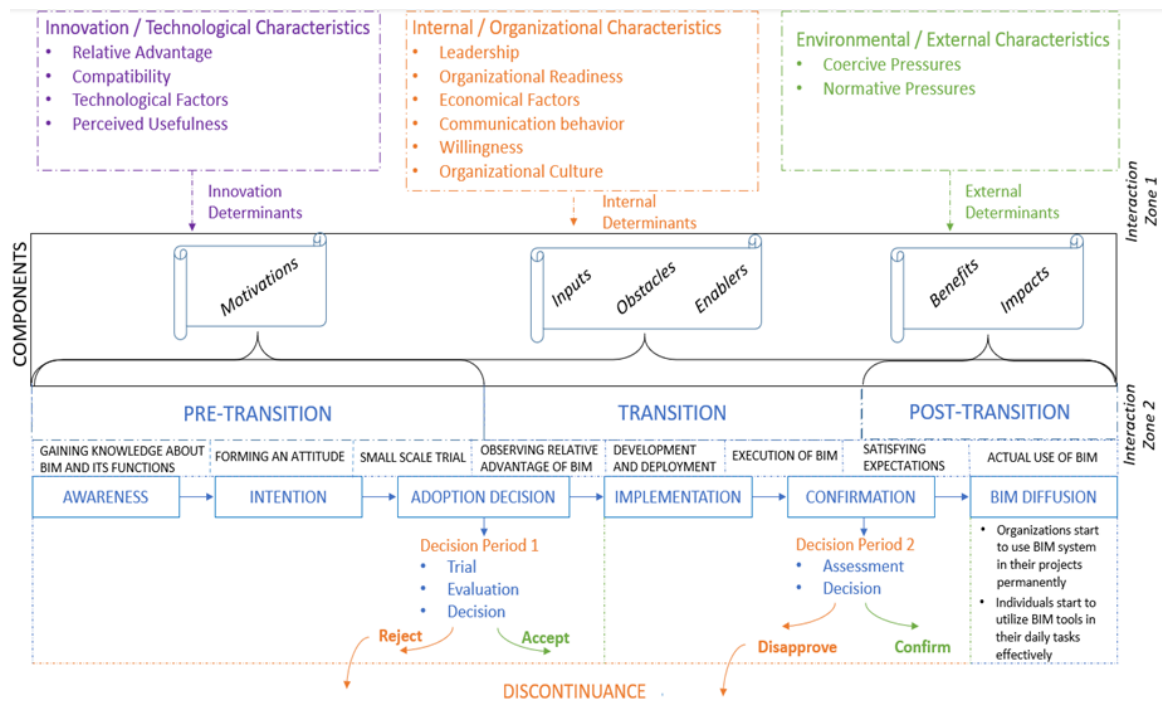 Innovation / Technological Characteristics
• Relative Advantage
• Compatibility
• Technological Factors
• Perceived Usefulness
Internal / Organizational Characteristics
• Leadership
• Organizational Readiness
• Economical Factors
• Communication behavior
• Willingness
• Organizational Culture
Environmental / External Characteristics
• Coercive Pressures
• Normative Pressures
Innovation
Determinants
Internal
Determinants
External
Determinants
Interaction
Zone 1
COMPONENTS
Motivations
Inputs
Obstacles
Enablers
Benefits
Impacts
PRE-TRANSITION
TRANSITION
POST-TRANSITION
Interaction
Zone 2
GAINING KNOWLEDGE ABOUT
BIM AND ITS FUNCTIONS
FORMING AN ATTITUDE
SMALL SCALE TRIAL
OBSERVING RELATIVE
ADVANTAGE OF BIM
DEVELOPMENT
AND DEPLOYMENT
EXECUTION OF BIM
SATISFYING
EXPECTATIONS
ACTUAL USE OF BIM
AWARENESS
INTENTION
ADOPTION DECISION
IMPLEMENTATION
CONFIRMATION
BIM DIFFUSION
Decision Period 1
• Trial
• Evaluation
• Decision
Reject
Accept
Decision Period 2
• Assessment
• Decision
Disapprove
Confirm
• Organizations start
to use BIM system
in their projects
permanently
• Individuals start to
utilize BIM tools in
their daily tasks
effectively
DISCONTINUANCE